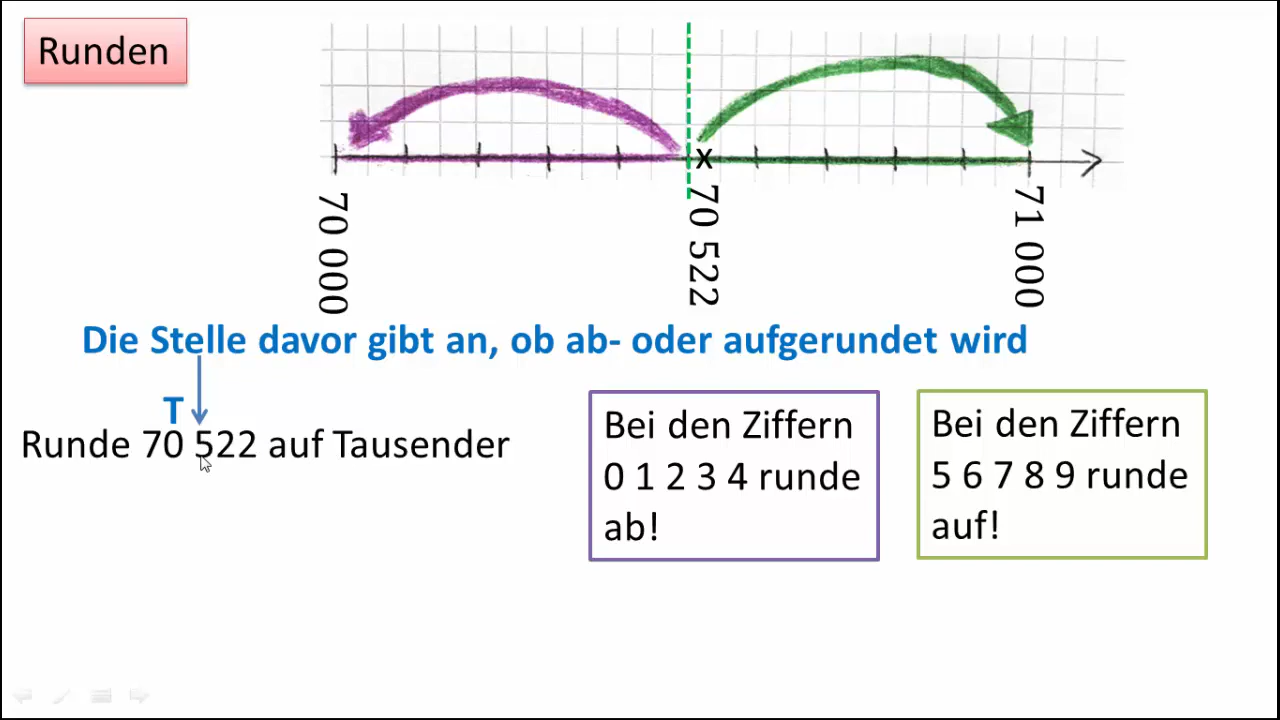 Runden
x
70 000
70 522
71 000
Die Stelle davor gibt an, ob ab- oder aufgerundet wird
T
Runde 70 522 auf Tausender
Bei den Ziffern
0 1 2 3 4 runde
ab!
Bei den Ziffern
5 6 7 8 9 runde
auf!